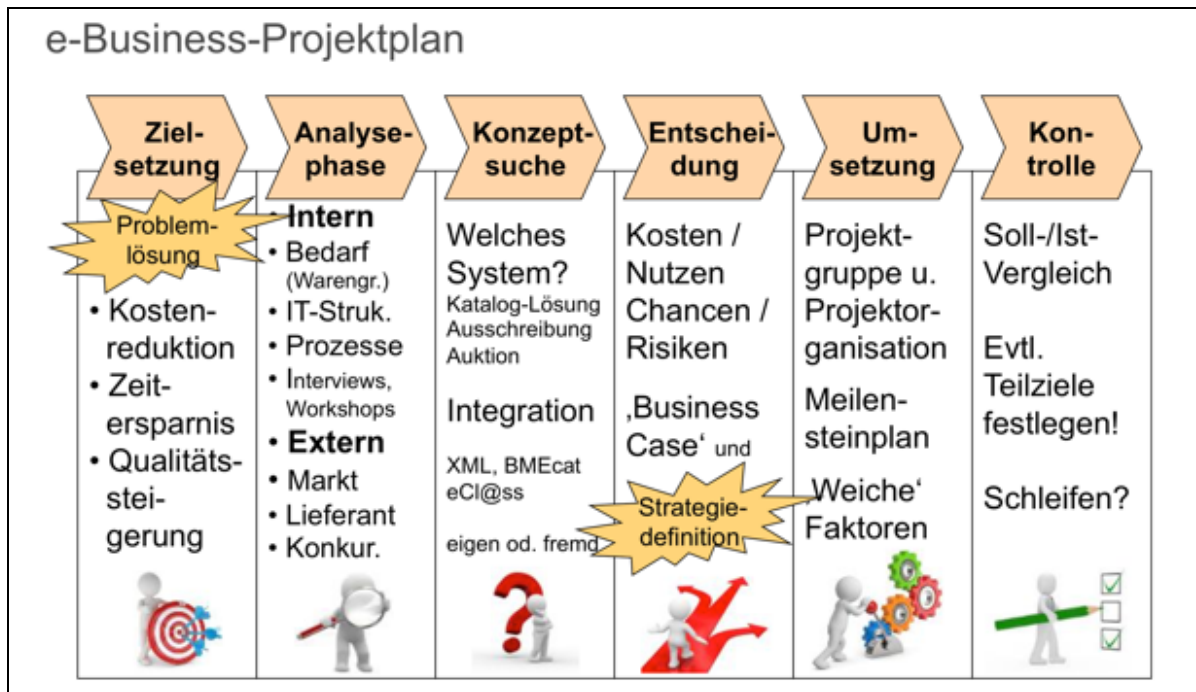 e-Business-Projektplan
Ziel-
setzung
Problem-
lösung
• Kosten-
reduktion
• Zeit-
ersparnis
• Qualitäts-
stei-
gerung
Analyse-
phase
• Intern
• Bedarf
(Warengr.)
• IT-Struk.
• Prozesse
• Interviews,
Workshops
• Extern
• Markt
• Lieferant
• Konkur.
Konzept-
suche
Welches
System?
Katalog-Lösung
Ausschreibung
Auktion
Integration
XML, BMEcat
eCl@ss
eigen od. fremd
Entschei-
dung
Kosten /
Nutzen
Chancen /
Risiken
‚Business
Case‘ und
Strategie-
definition
Um-
setzung
Projekt-
gruppe u.
Projektor-
ganisation
Meilen-
steinplan
‚Weiche‘
Faktoren
Kon-
trolle
Soll-/Ist-
Vergleich
Evtl.
Teilziele
festlegen!
Schleifen?